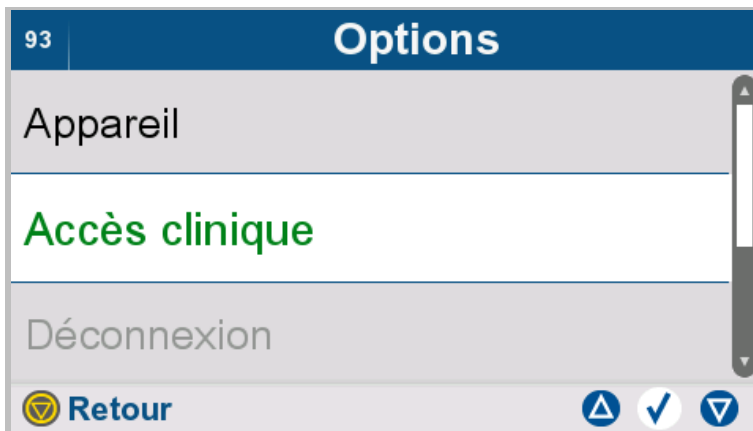 93
Options
Appareil
Accès clinique
Déconnexion
Retour